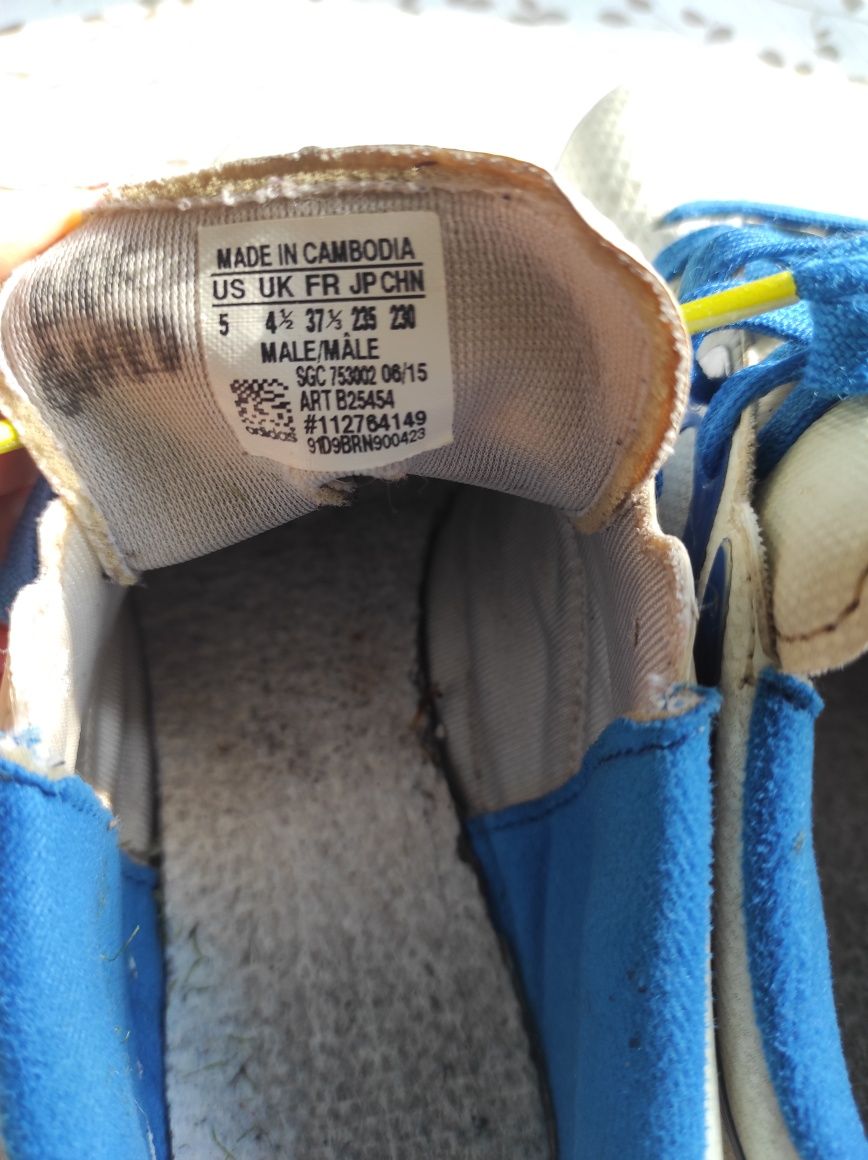 MADE IN CAMBODIA
US UK FR JP CHN
5 4½ 37⅓ 235 230
MALE/MÂLE
SGC 753002 06/15
ART B25454
adidas
#112764149
91D9BRN900423